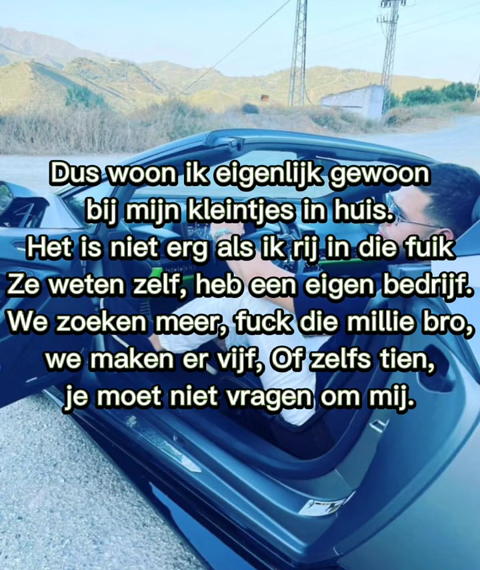 Dus woon ik eigenlijk gewoon
bij mijn kleintjes in huis.
Het is niet erg als ik rij in die fuik
Ze weten zelf, heb een eigen bedrijf.
We zoeken meer, fuck die millie bro,
we maken er vijf, Of zelfs tien,
je moet niet vragen om mij.